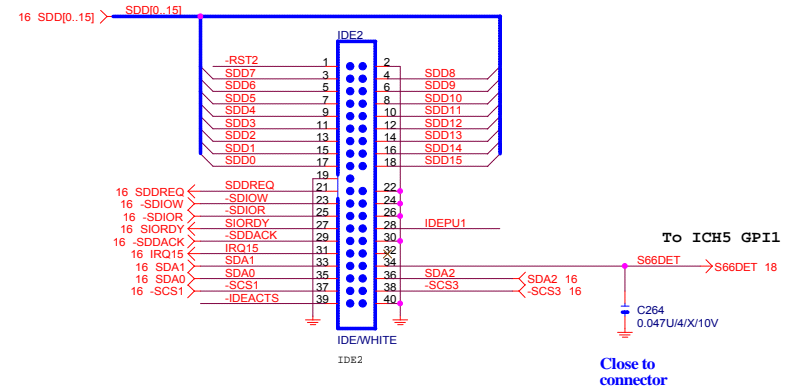 16 SDD[0..15] SDD[0..15]
IDE2
-RST2 1 2
SDD7 3 4 SDD8
SDD6 5 6 SDD9
SDD5 7 8 SDD10
SDD4 9 10 SDD11
SDD3 11 12 SDD12
SDD2 13 14 SDD13
SDD1 15 16 SDD14
SDD0 17 18 SDD15
19
16 SDDREQ SDDREQ 21 22
16 -SDIOW -SDIOW 23 24
16 -SDIOR -SDIOR 25 26
16 SIORDY SIORDY 27 28 IDEPU1
16 -SDDACK -SDDACK 29 30
16 IRQ15 IRQ15 31 32
To ICH5 GPI1
16 SDA1 SDA1 33 34 S66DET S66DET 18
16 SDA0 SDA0 35 36 SDA2 SDA2 16
16 -SCS1 -SCS1 37 38 -SCS3 -SCS3 16
-IDEACTS 39 40
C264
0.047U/4/X/10V
IDE/WHITE
IDE2
Close to
connector